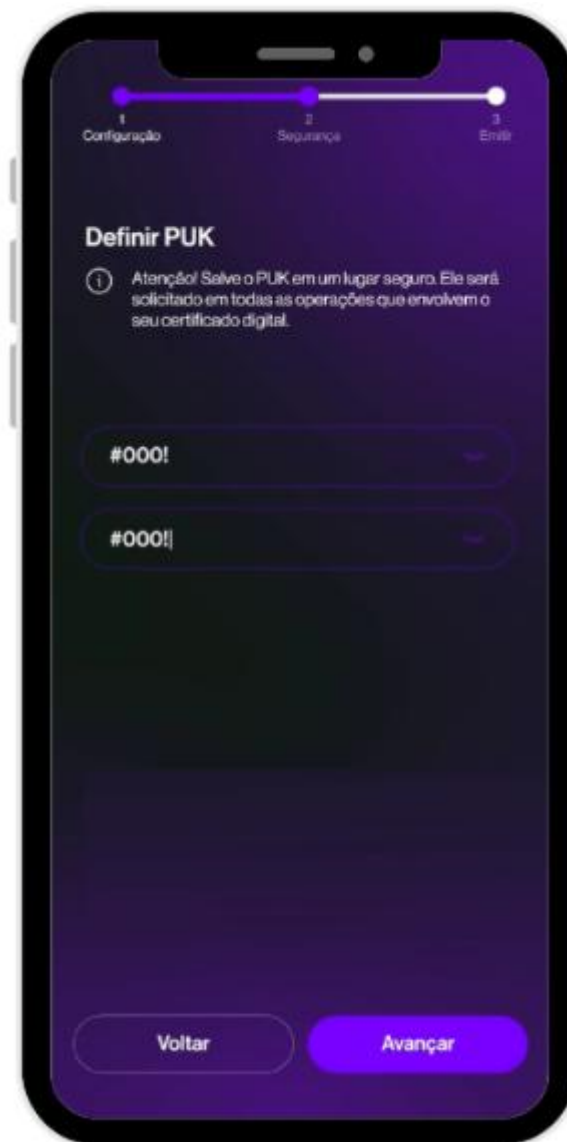 1 2 3
Configuração Segurança Emitir
Definir PUK
Atenção! Salve o PUK em um lugar seguro. Ele será
solicitado em todas as operações que envolvem o
seu certificado digital.
#000!
#000!
Voltar Avançar